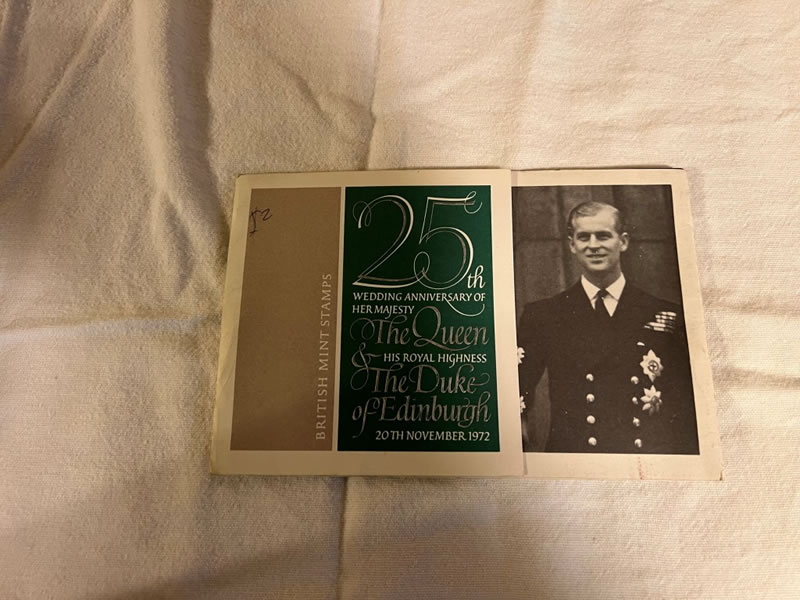 £2
BRITISH MINT STAMPS
25th
WEDDING ANNIVERSARY OF
HER MAJESTY
The Queen
& HIS ROYAL HIGHNESS
The Duke
of Edinburgh
20TH NOVEMBER 1972